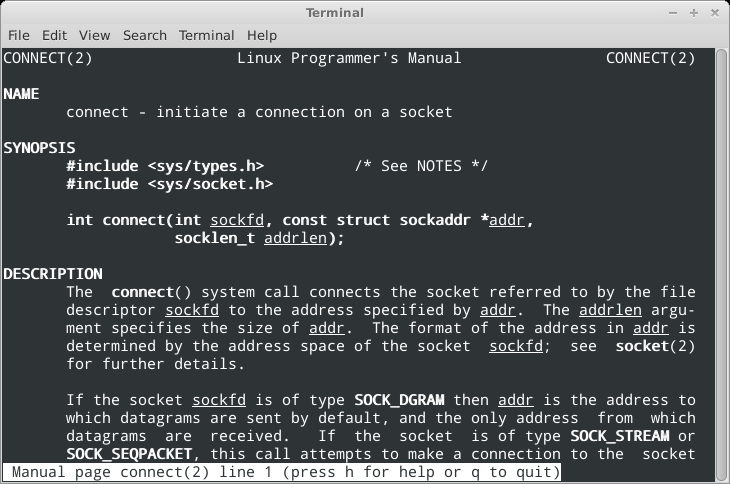 Terminal
File Edit View Search Terminal Help
CONNECT(2) Linux Programmer's Manual CONNECT(2)
NAME
connect - initiate a connection on a socket
SYNOPSIS
#include <sys/types.h> /* See NOTES */
#include <sys/socket.h>
int connect(int sockfd, const struct sockaddr *addr,
socklen_t addrlen);
DESCRIPTION
The connect() system call connects the socket referred to by the file
descriptor sockfd to the address specified by addr. The addrlen argu-
ment specifies the size of addr. The format of the address in addr is
determined by the address space of the socket sockfd; see socket(2)
for further details.
If the socket sockfd is of type SOCK_DGRAM then addr is the address to
which datagrams are sent by default, and the only address from which
datagrams are received. If the socket is of type SOCK_STREAM or
SOCK_SEQPACKET, this call attempts to make a connection to the socket
Manual page connect(2) line 1 (press h for help or q to quit)